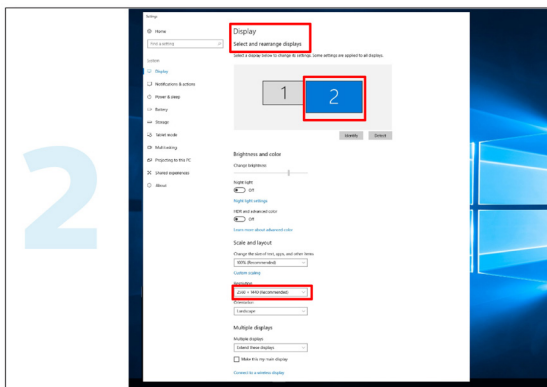 Settings
Home
Find a setting
System
Display
Notifications & actions
Power & sleep
Battery
Storage
Tablet mode
Multitasking
Projecting to this PC
Shared experiences
About
Display
Select and rearrange displays
Select a display below to change its settings. Some settings are applied to all displays.
1
2
Identify
Detect
Brightness and color
Change brightness
Night light
Off
Night light settings
HDR and advanced color
Off
Learn more about advanced color
Scale and layout
Change the size of text, apps, and other items
100% (Recommended)
Custom scaling
Resolution
2560 × 1440 (Recommended)
Orientation
Landscape
Multiple displays
Multiple displays
Extend these displays
Make this my main display
Connect to a wireless display
2